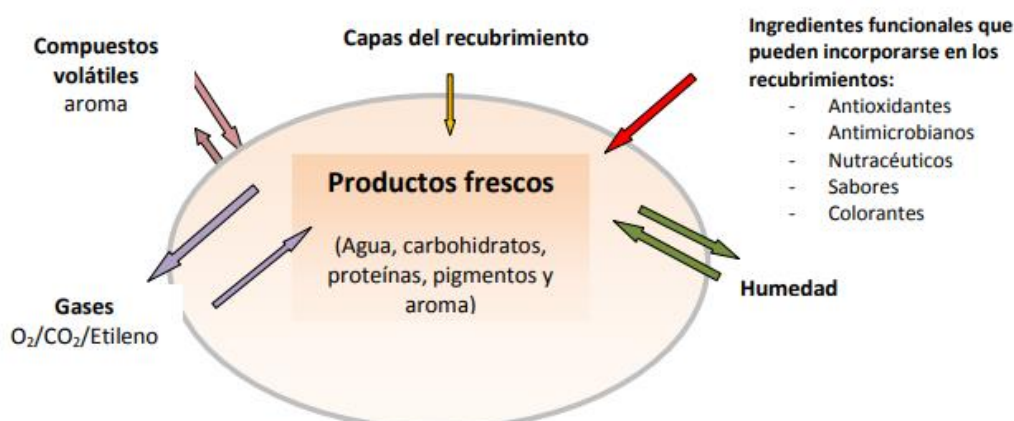 Compuestos
volátiles
aroma
Capas del recubrimiento
Ingredientes funcionales que
pueden incorporarse en los
recubrimientos:
- Antioxidantes
- Antimicrobianos
- Nutracéuticos
- Sabores
- Colorantes
Productos frescos
(Agua, carbohidratos,
proteínas, pigmentos y
aroma)
Gases
O₂/CO₂/Etileno
Humedad